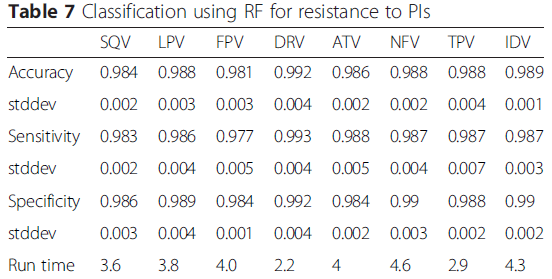 Table 7 Classification using RF for resistance to PIs
SQV LPV FPV DRV ATV NFV TPV IDV
Accuracy 0.984 0.988 0.981 0.992 0.986 0.988 0.988 0.989
stddev 0.002 0.003 0.003 0.004 0.002 0.002 0.004 0.001
Sensitivity 0.983 0.986 0.977 0.993 0.988 0.987 0.987 0.987
stddev 0.002 0.004 0.005 0.004 0.005 0.004 0.007 0.003
Specificity 0.986 0.989 0.984 0.992 0.984 0.99 0.988 0.99
stddev 0.003 0.004 0.001 0.004 0.002 0.003 0.002 0.002
Run time 3.6 3.8 4.0 2.2 4 4.6 2.9 4.3